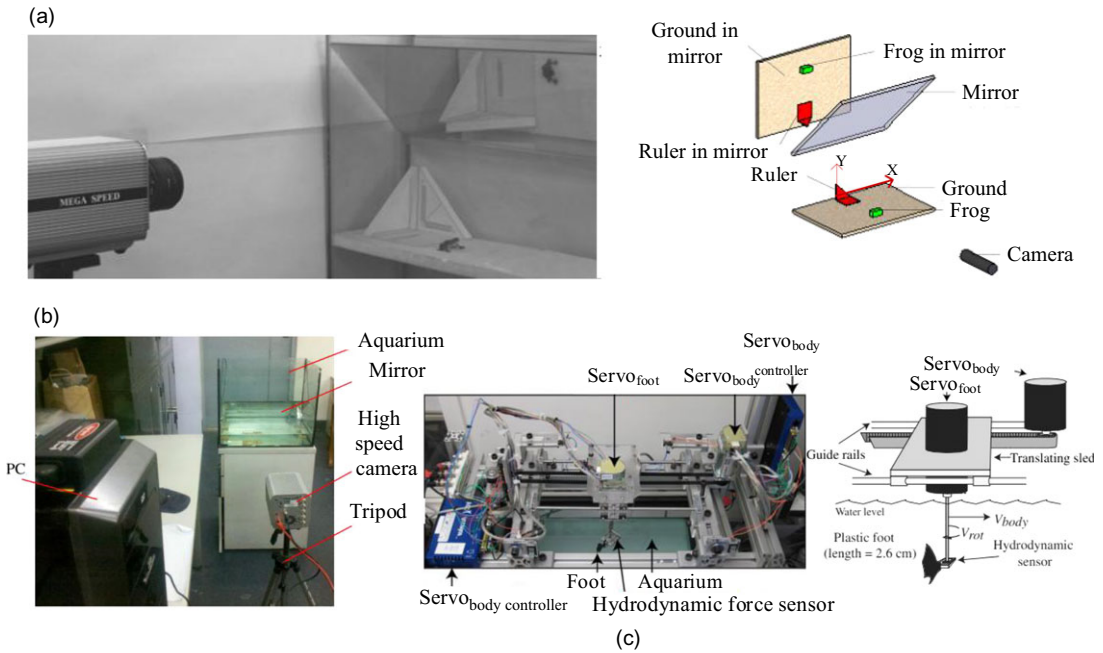 (a)
MEGA SPEED
Ground in
mirror
Frog in mirror
Mirror
Ruler in mirror
Ruler
Y
X
Ground
Frog
Camera
(b)
Aquarium
Mirror
High
speed
camera
PC
Tripod
Servo_foot
Servo_body
Servo_body
controller
Foot
Aquarium
Servo_body controller
Hydrodynamic force sensor
Servo_body
Servo_foot
Guide rails
Translating sled
Water level
V_body
V_rot
Plastic foot
(length = 2.6 cm)
Hydrodynamic
sensor
(c)